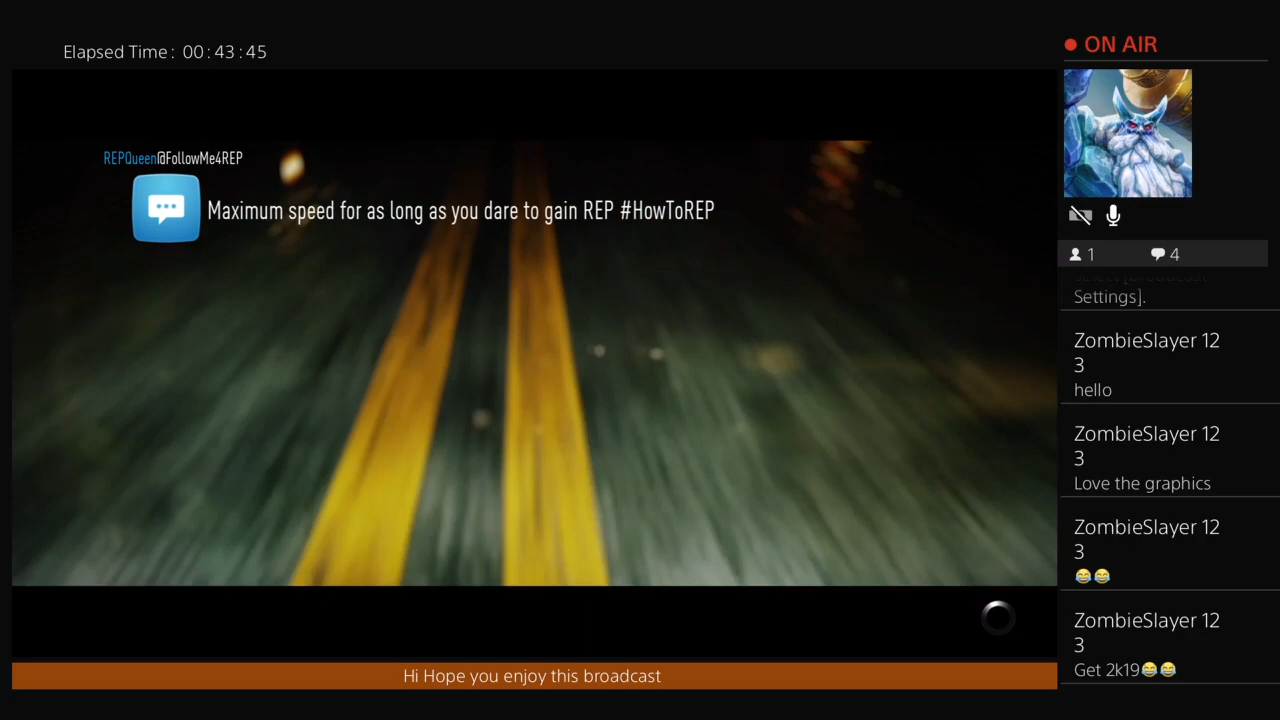 Elapsed Time: 00:43:45
ON AIR
REPQueen@FollowMe4REP
Maximum speed for as long as you dare to gain REP #HowToREP
1 4
Settings].
ZombieSlayer 12
3
hello
ZombieSlayer 12
3
Love the graphics
ZombieSlayer 12
3
😂😂
ZombieSlayer 12
3
Get 2k19😂😂
Hi Hope you enjoy this broadcast